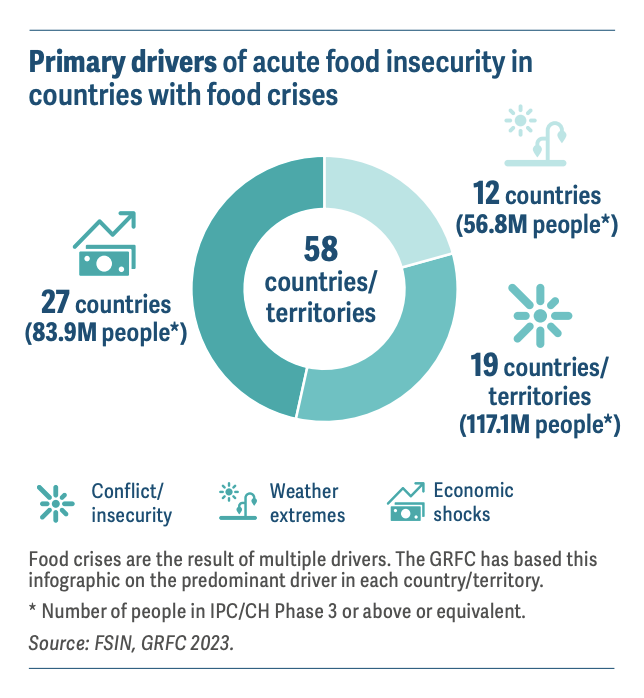 Primary drivers of acute food insecurity in
countries with food crises
12 countries
(56.8M people*)
58
countries/
territories
27 countries
(83.9M people*)
19 countries/
territories
(117.1M people*)
Conflict/
insecurity
Weather
extremes
Economic
shocks
Food crises are the result of multiple drivers. The GRFC has based this
infographic on the predominant driver in each country/territory.
* Number of people in IPC/CH Phase 3 or above or equivalent.
Source: FSIN, GRFC 2023.